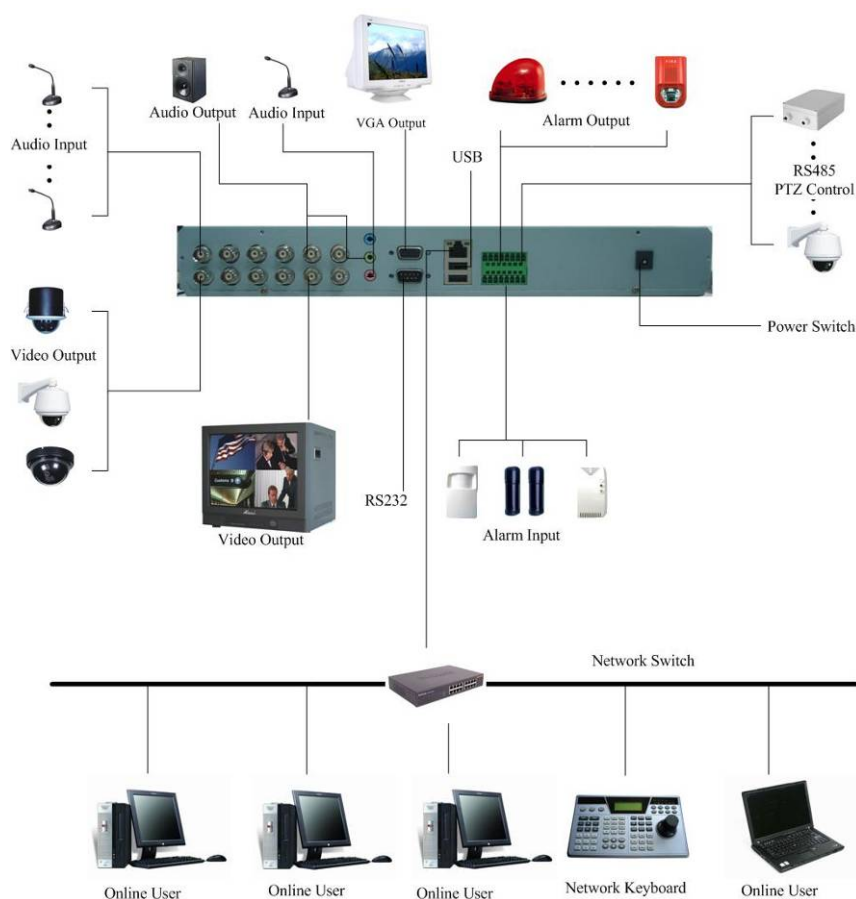 Audio Output
Audio Input
VGA Output
Alarm Output
Audio Input
USB
RS485
PTZ Control
Power Switch
Video Output
RS232
Video Output
Alarm Input
Network Switch
Online User
Online User
Online User
Network Keyboard
Online User